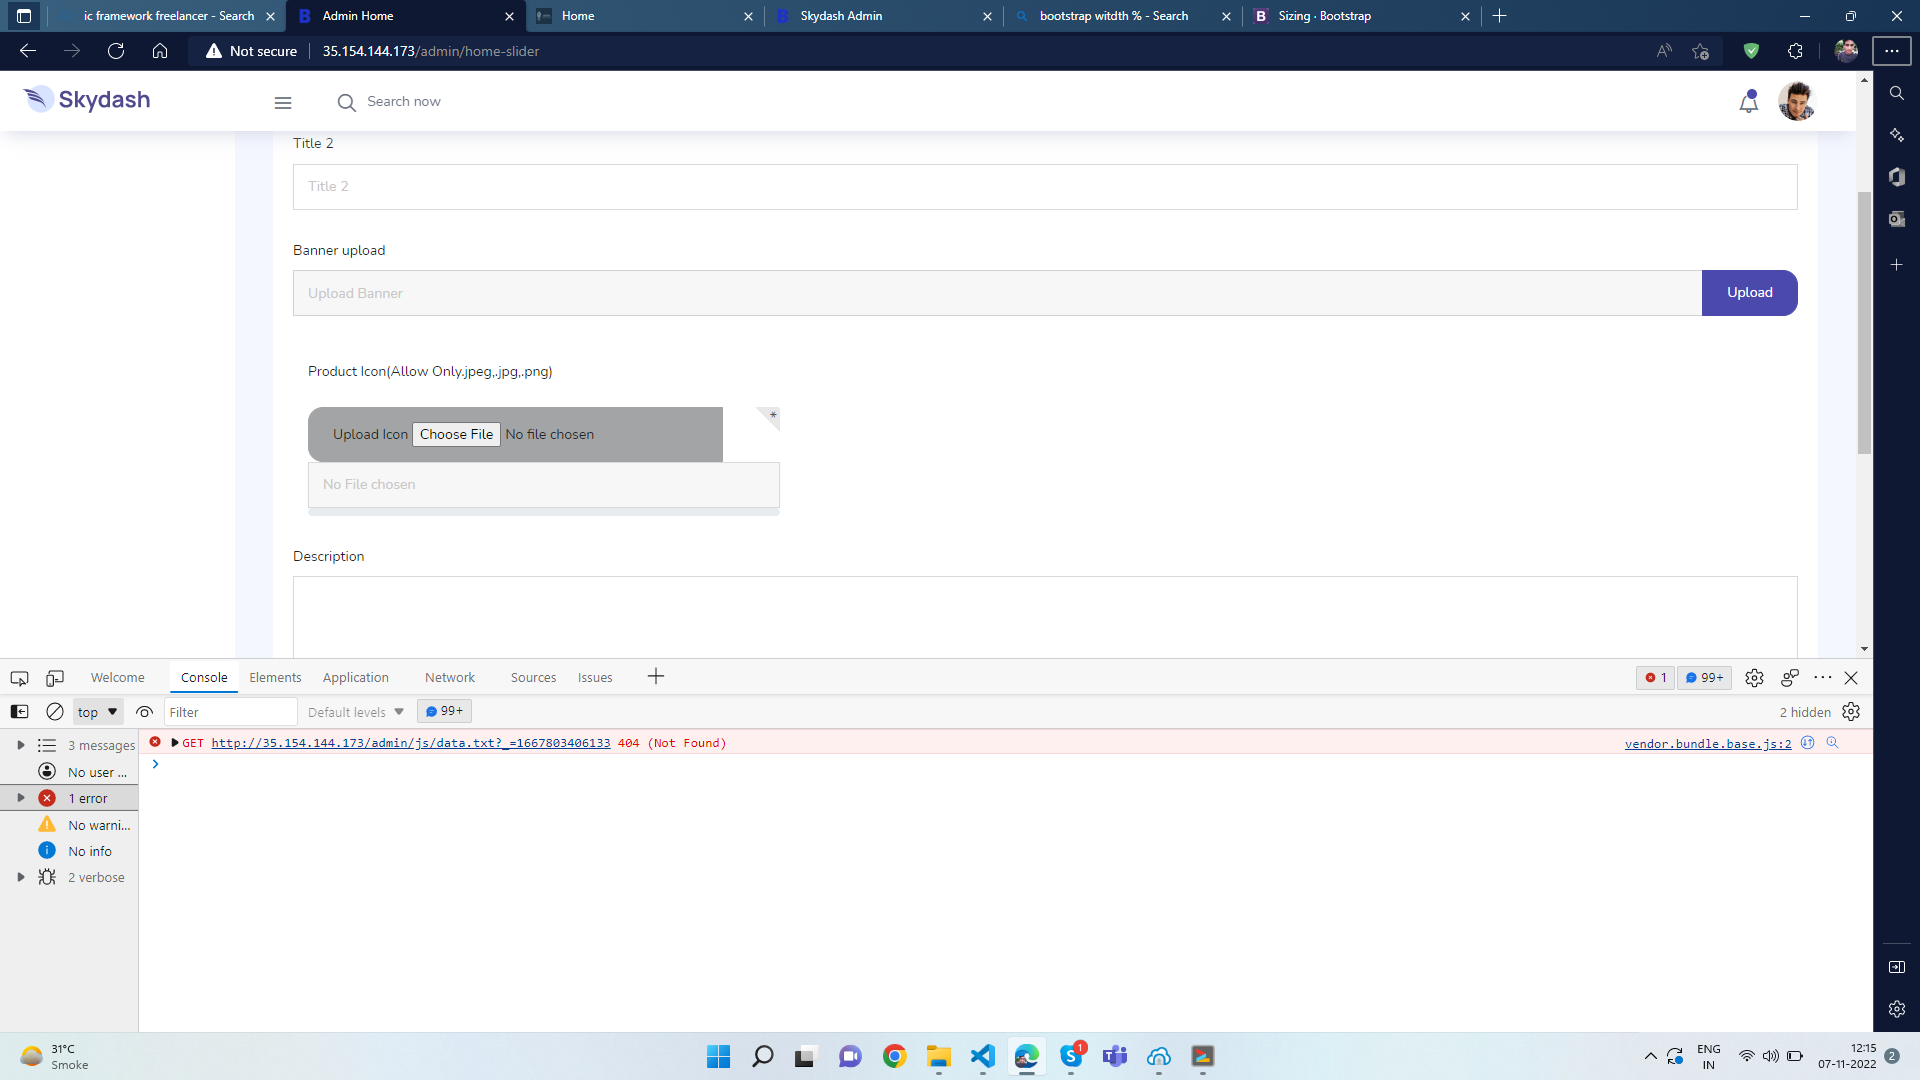 ic framework freelancer - Search
Admin Home
Home
Skydash Admin
bootstrap witdth % - Search
Sizing · Bootstrap
Not secure
35.154.144.173/admin/home-slider
Skydash
Search now
Title 2
Title 2
Banner upload
Upload Banner
Upload
Product Icon(Allow Only.jpeg,.jpg,.png)
*
Upload Icon Choose File No file chosen
No File chosen
Description
Welcome
Console
Elements
Application
Network
Sources
Issues
1
99+
top
Filter
Default levels
99+
2 hidden
3 messages
GET http://35.154.144.173/admin/js/data.txt?_=1667803406133 404 (Not Found)
vendor.bundle.base.js:2
No user ...
1 error
No warni...
No info
2 verbose
31°C
Smoke
1
ENG
IN
12:15
07-11-2022
2